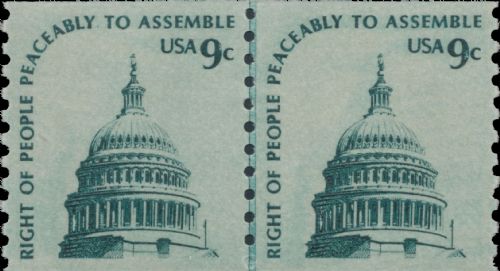 RIGHT OF PEOPLE PEACEABLY TO ASSEMBLE
USA 9c
RIGHT OF PEOPLE PEACEABLY TO ASSEMBLE
USA 9c